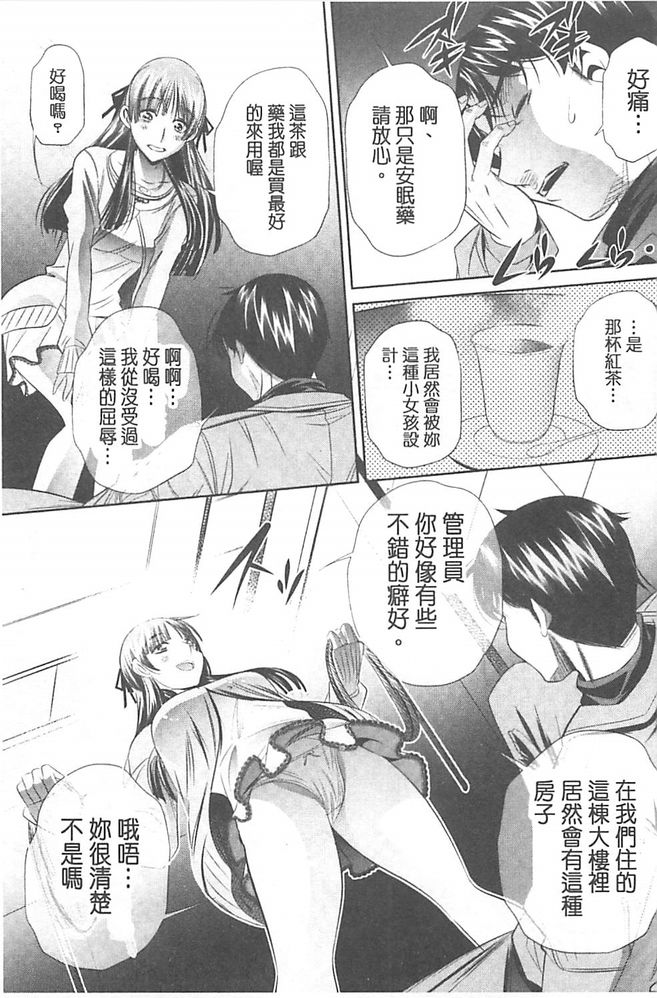 好痛…
啊、
那只是安眠藥
請放心。
這茶跟
藥我都是買最好
的來用喔
好喝嗎？
…是
那杯紅茶…
我居然會被妳
這種小女孩設
計…
啊啊…
好喝…
我從沒受過
這樣的屈辱…
管理員
你好像有些
不錯的癖好。
在我們住的
這棟大樓裡
居然會有這種
房子
哦唔…
妳很清楚
不是嗎